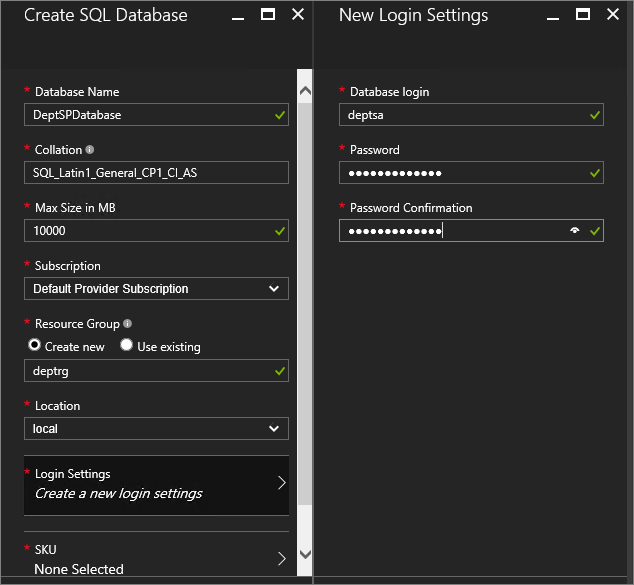 Create SQL Database
* Database Name
DeptSPDatabase
* Collation
SQL_Latin1_General_CP1_CI_AS
* Max Size in MB
10000
* Subscription
Default Provider Subscription
* Resource Group
Create new Use existing
deptrg
* Location
local
* Login Settings
Create a new login settings
* SKU
None Selected
New Login Settings
* Database login
deptsa
* Password
•••••••••••••
* Password Confirmation
•••••••••••••